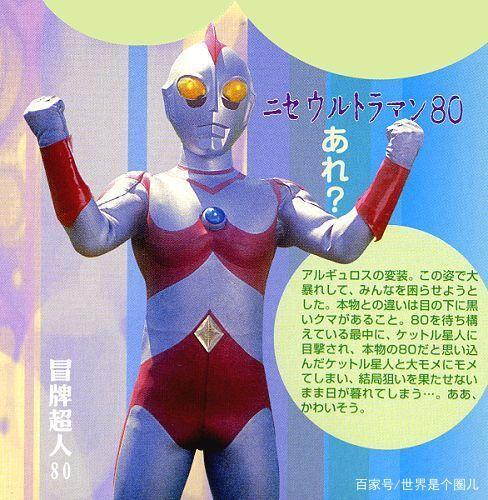 ニセウルトラマン80
あれ?
アルギュロスの変装。この姿で大
暴れして、みんなを困らせようと
した。本物との違いは目の下に黒
いクマがあること。80を待ち構
えている最中に、ケットル星人に
目撃され、本物の80だと思い込
んだケットル星人と大モメにモメ
てしまい、結局狙いを果たせない
まま日が暮れてしまう…。ああ、
かわいそう。
冒牌超人80
百家号/世界是个圈儿